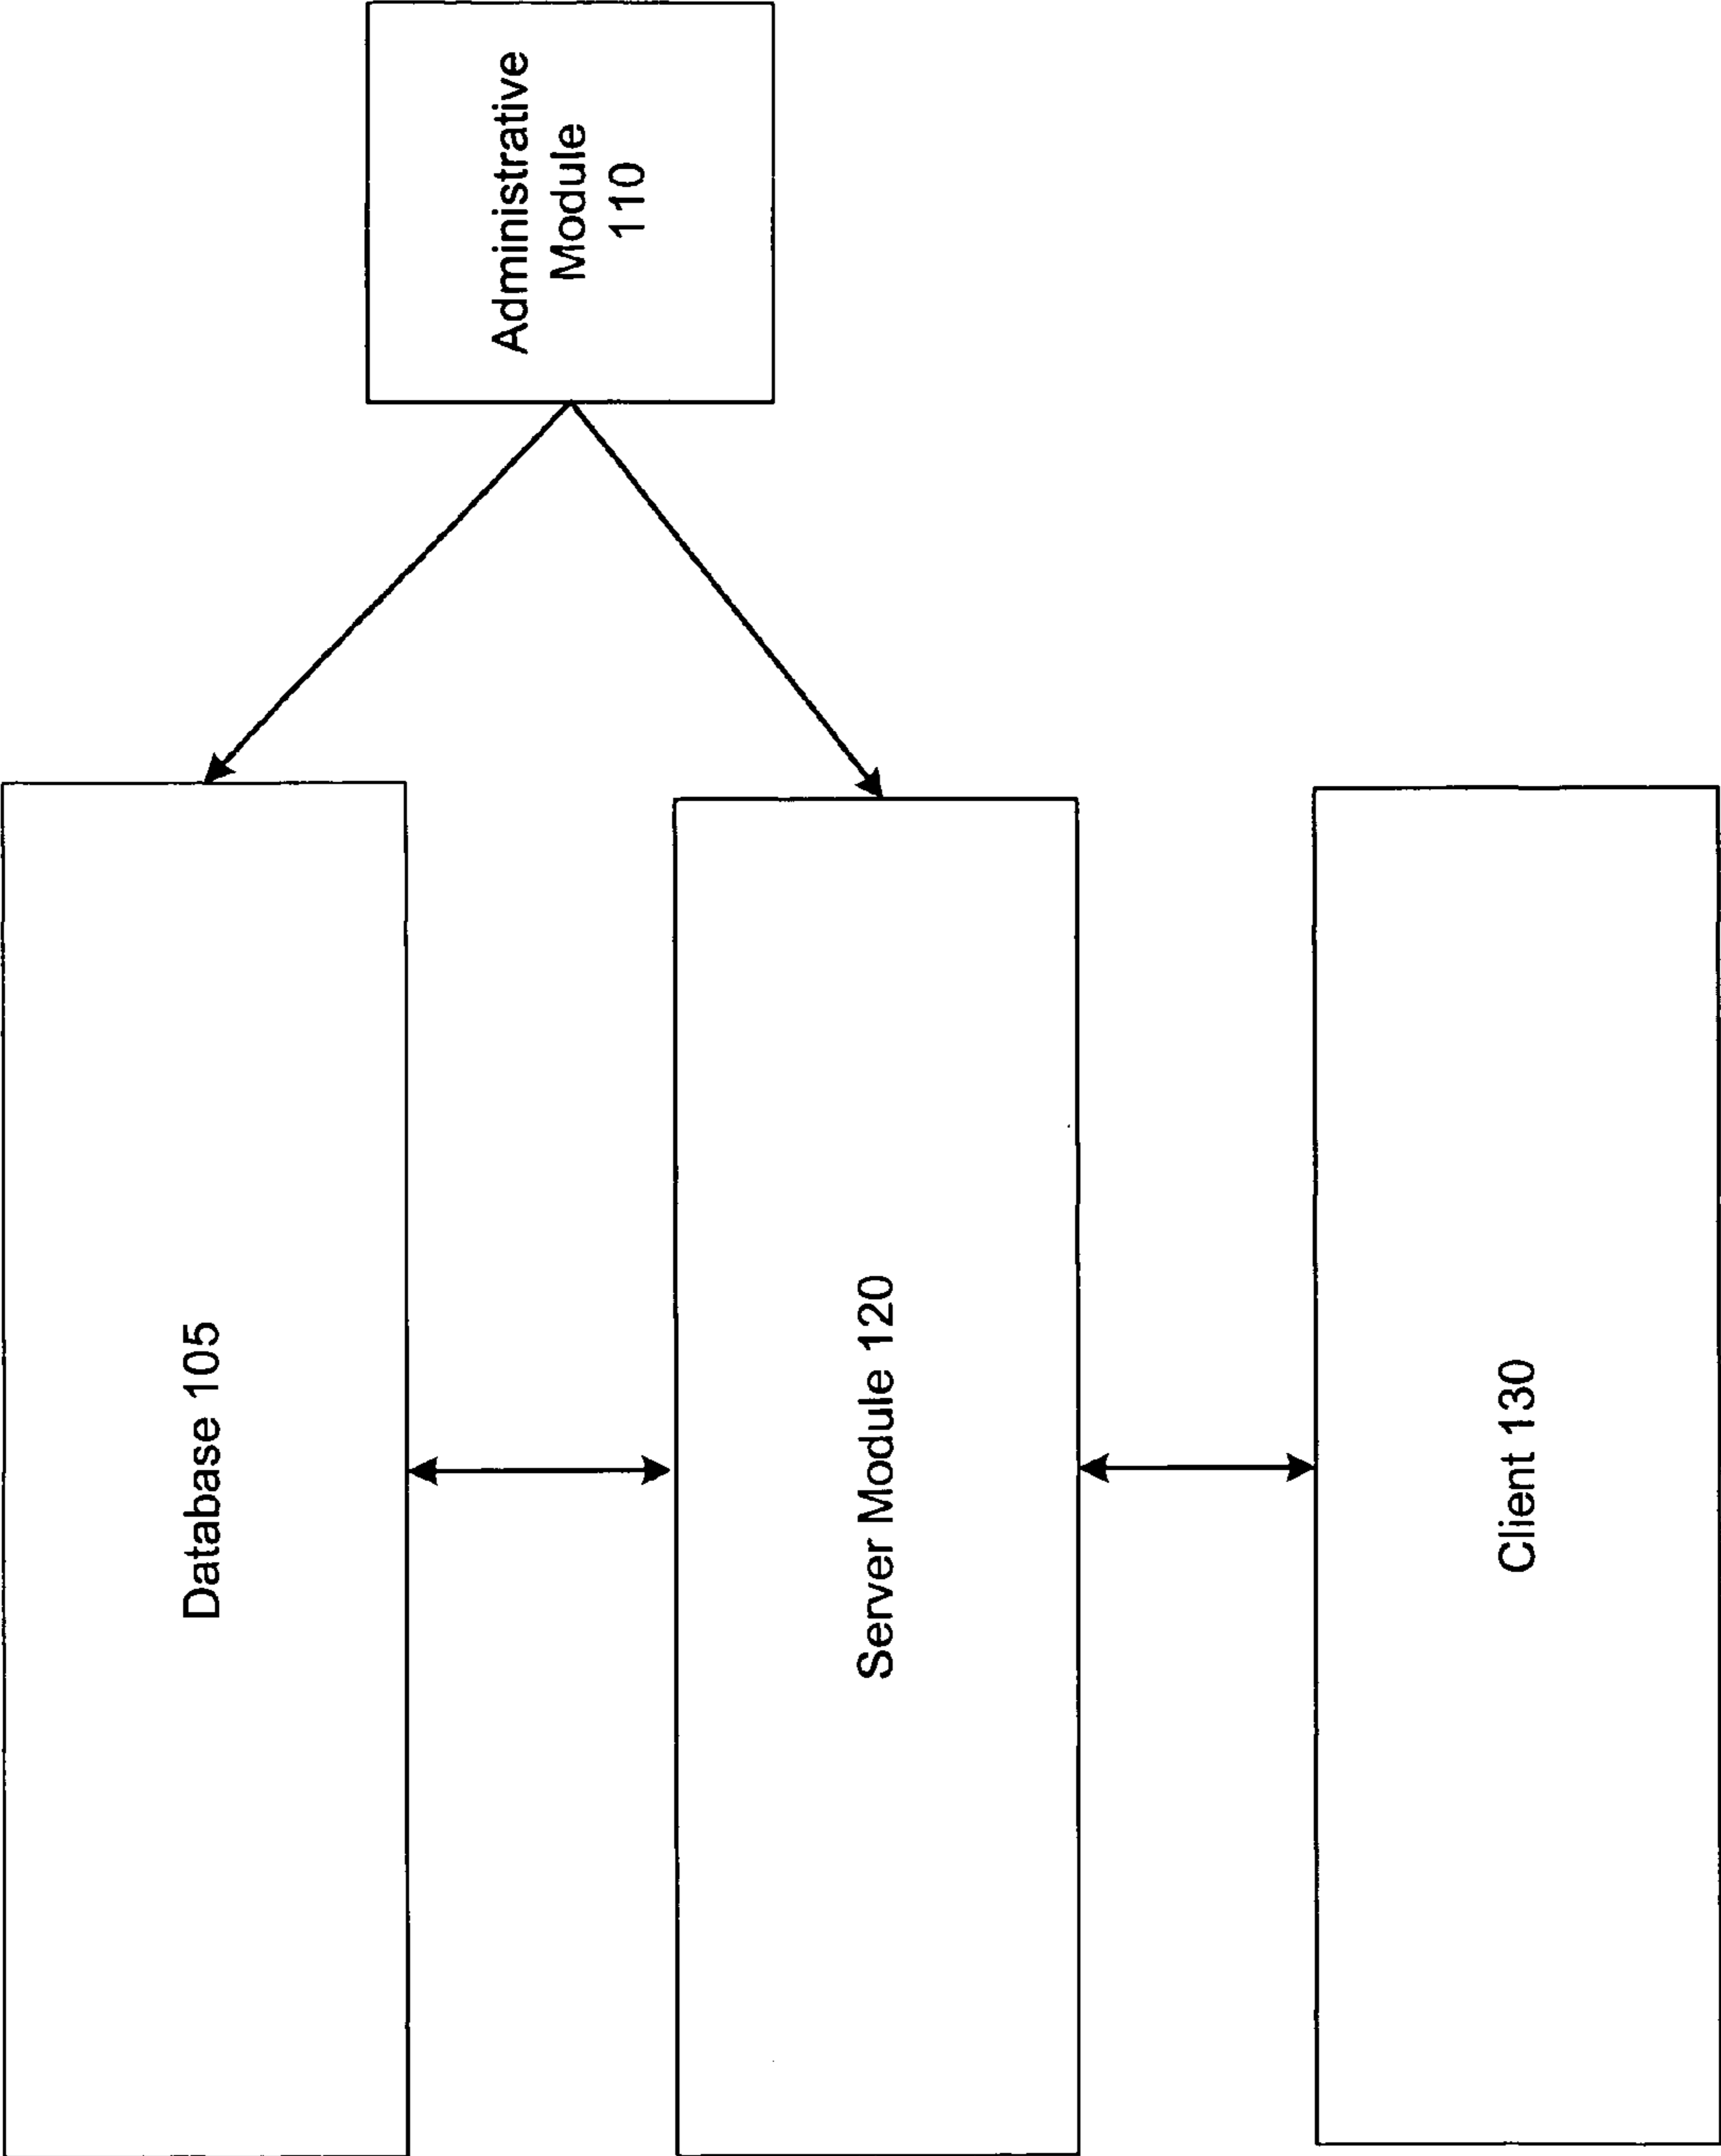 Administrative
Module
110
Database 105
Server Module 120
Client 130